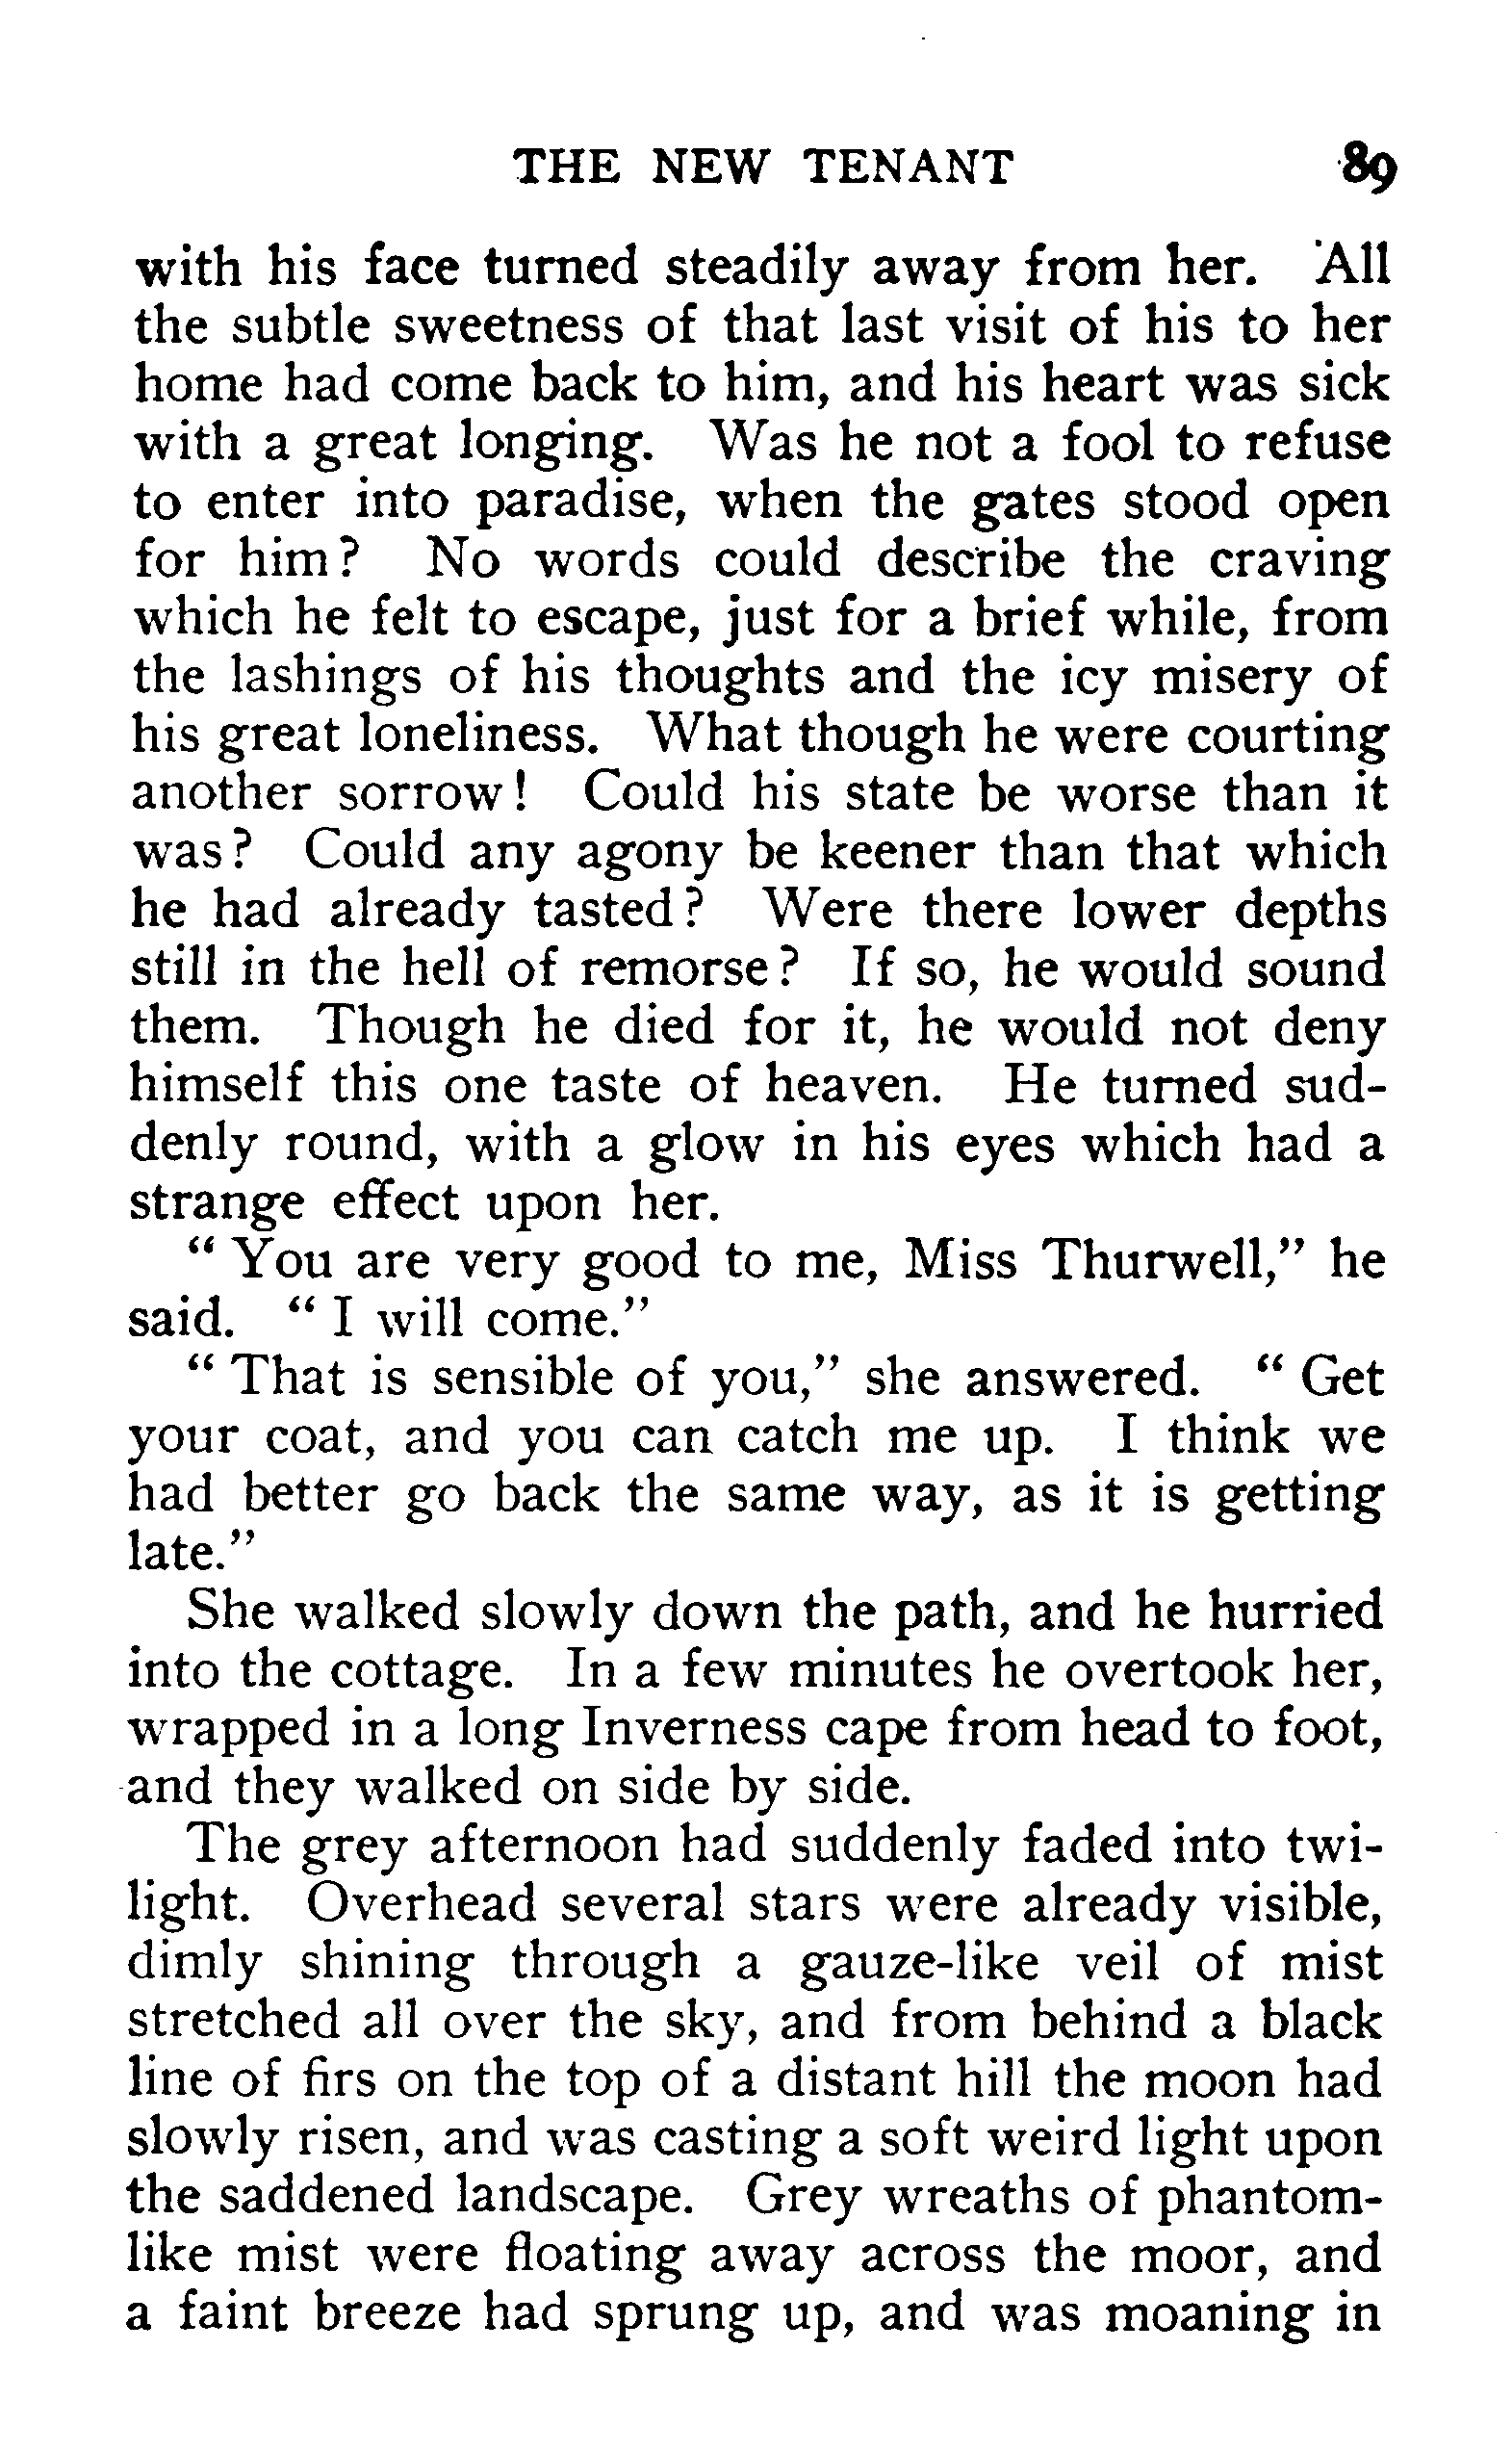 THE NEW TENANT 89
with his face turned steadily away from her. All
the subtle sweetness of that last visit of his to her
home had come back to him, and his heart was sick
with a great longing. Was he not a fool to refuse
to enter into paradise, when the gates stood open
for him? No words could describe the craving
which he felt to escape, just for a brief while, from
the lashings of his thoughts and the icy misery of
his great loneliness. What though he were courting
another sorrow! Could his state be worse than it
was? Could any agony be keener than that which
he had already tasted? Were there lower depths
still in the hell of remorse? If so, he would sound
them. Though he died for it, he would not deny
himself this one taste of heaven. He turned sud-
denly round, with a glow in his eyes which had a
strange effect upon her.
"You are very good to me, Miss Thurwell," he
said. "I will come."
"That is sensible of you," she answered. "Get
your coat, and you can catch me up. I think we
had better go back the same way, as it is getting
late."
She walked slowly down the path, and he hurried
into the cottage. In a few minutes he overtook her,
wrapped in a long Inverness cape from head to foot,
and they walked on side by side.
The grey afternoon had suddenly faded into twi-
light. Overhead several stars were already visible,
dimly shining through a gauze-like veil of mist
stretched all over the sky, and from behind a black
line of firs on the top of a distant hill the moon had
slowly risen, and was casting a soft weird light upon
the saddened landscape. Grey wreaths of phantom-
like mist were floating away across the moor, and
a faint breeze had sprung up, and was moaning in